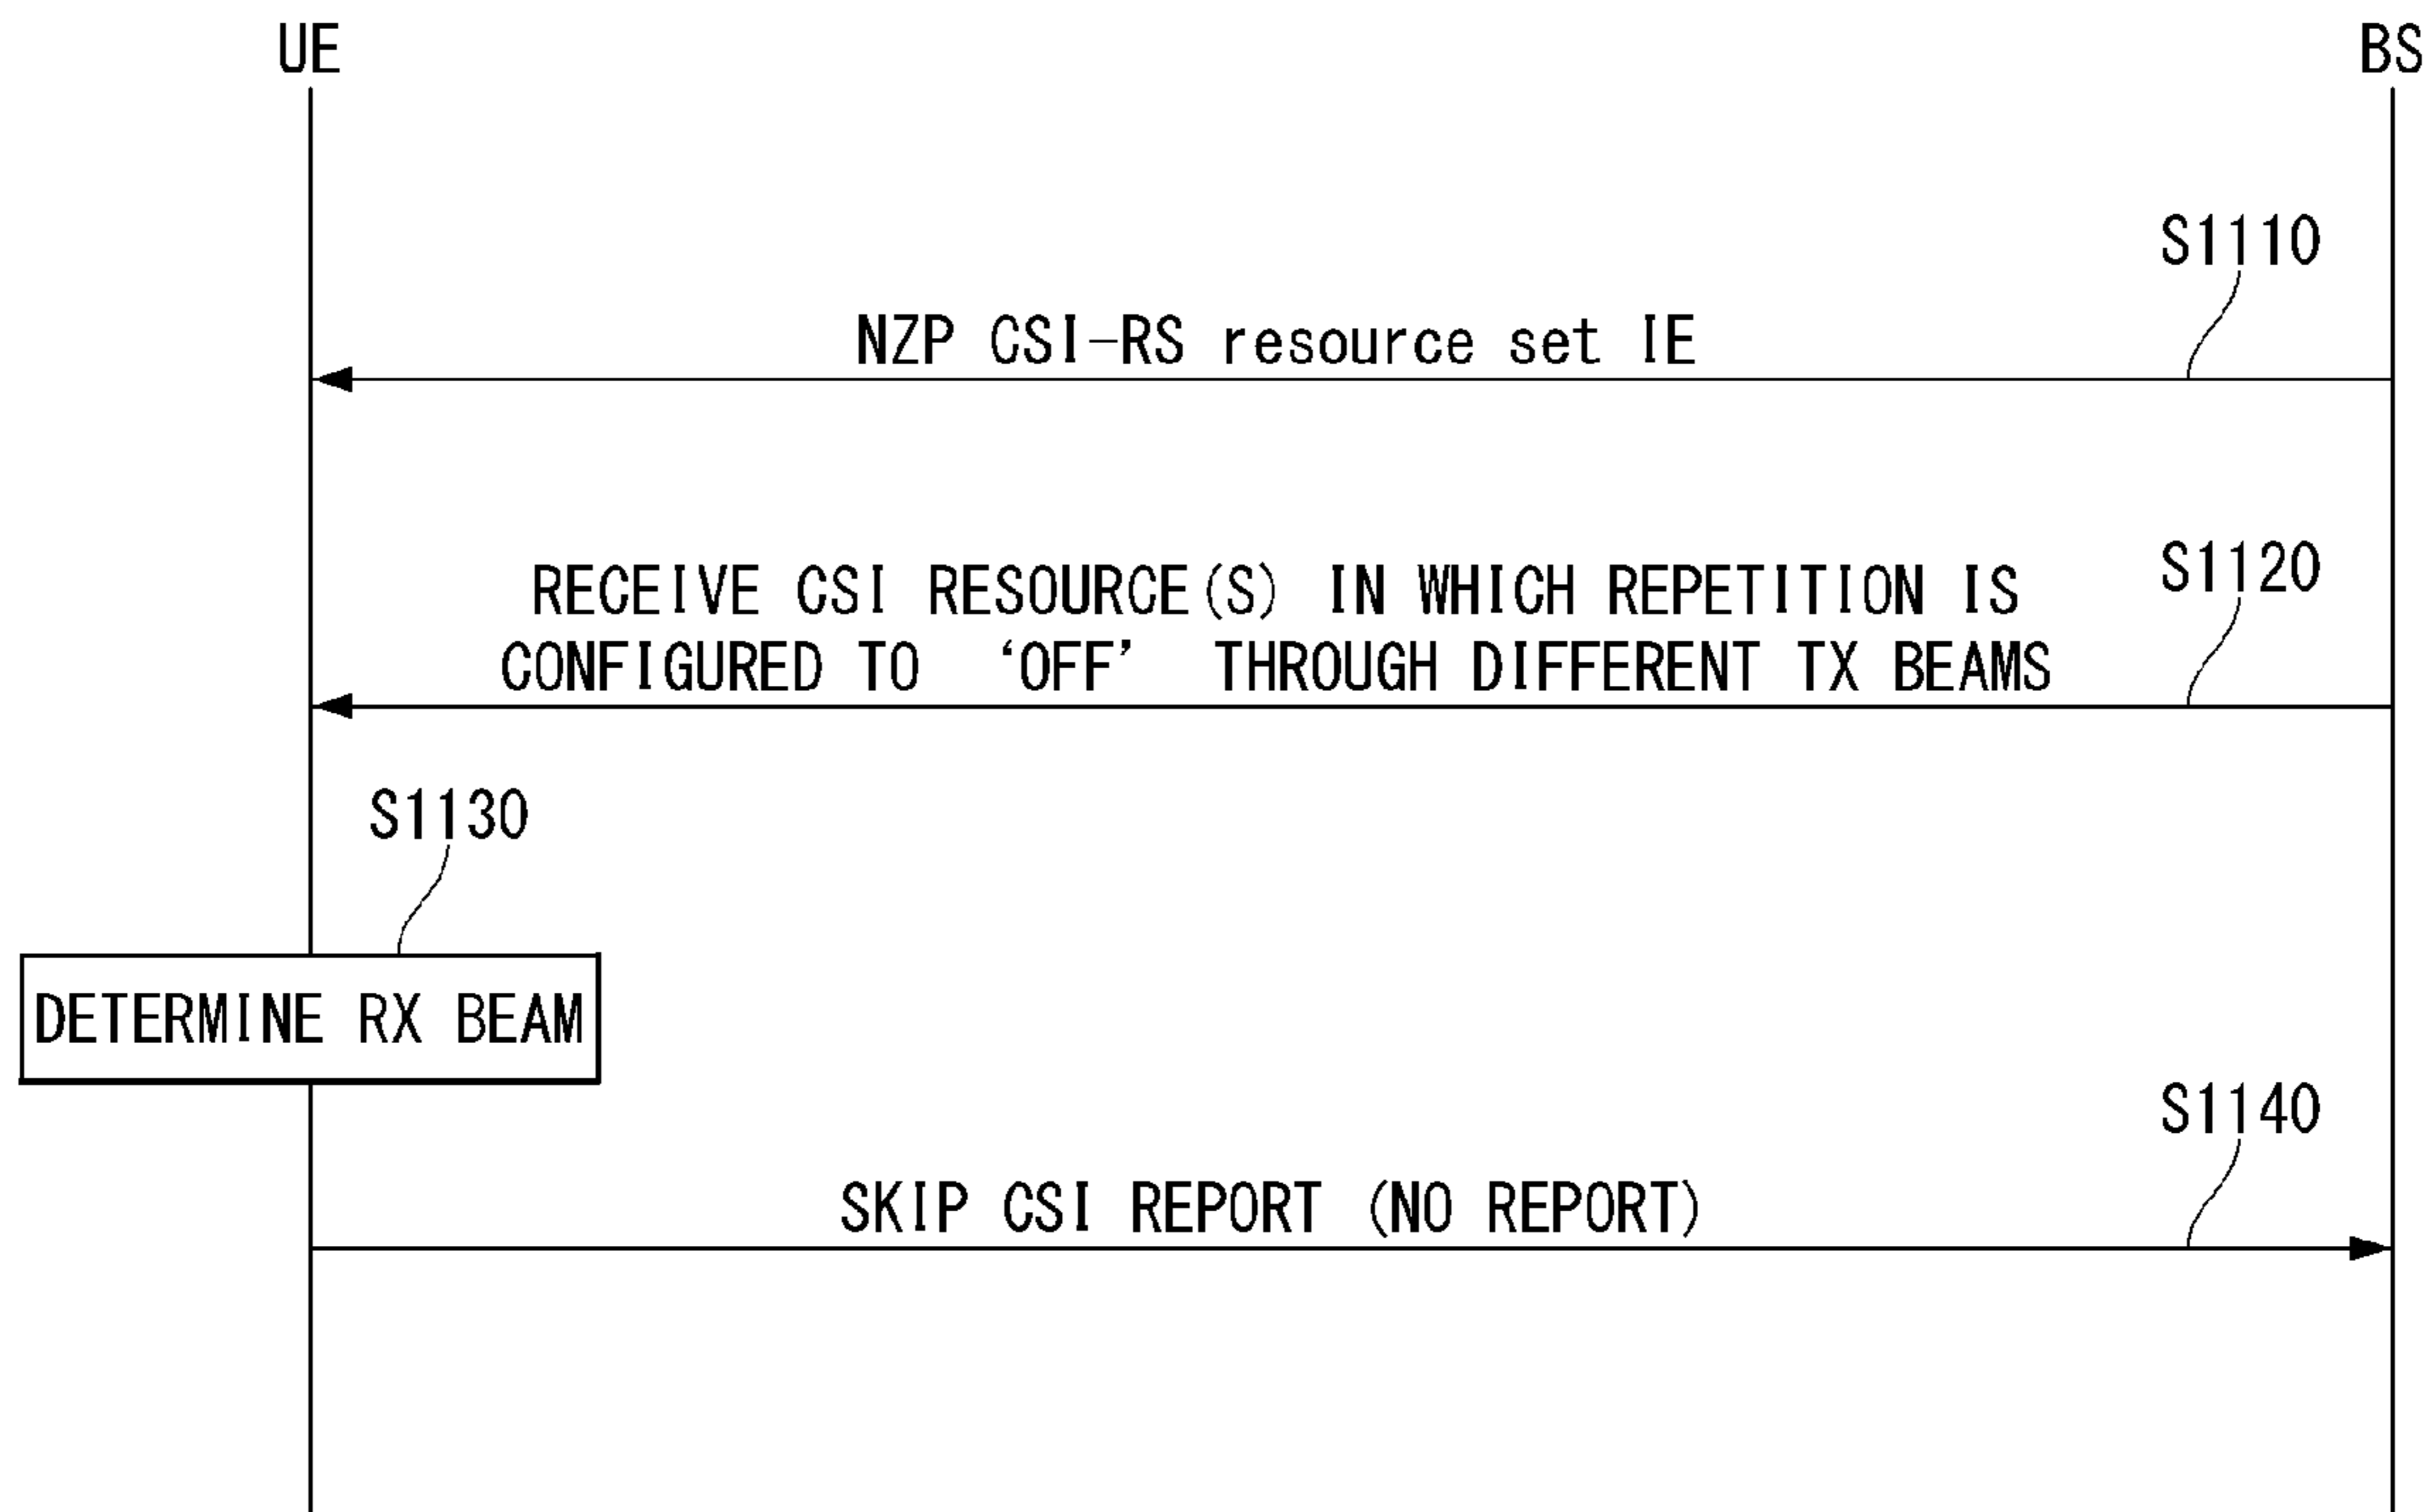 UE
BS
S1110
NZP CSI-RS resource set IE
S1120
RECEIVE CSI RESOURCE(S) IN WHICH REPETITION IS
CONFIGURED TO ‘OFF’ THROUGH DIFFERENT TX BEAMS
S1130
DETERMINE RX BEAM
S1140
SKIP CSI REPORT (NO REPORT)